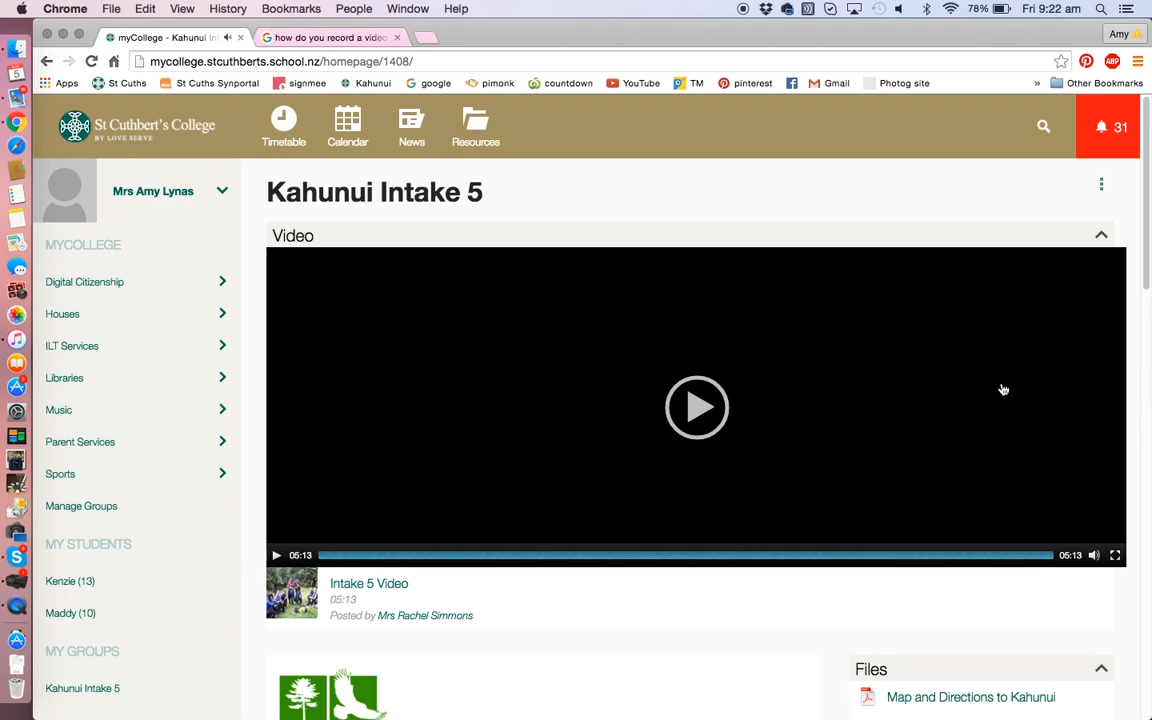 Chrome File Edit View History Bookmarks People Window Help 78% Fri 9:22 am
myCollege - Kahunui Int how do you record a video Amy
mycollege.stcuthberts.school.nz/homepage/1408/
Apps St Cuths St Cuths Synportal signmee Kahunui google pimonk countdown YouTube TM pinterest Gmail Photog site » Other Bookmarks
St Cuthbert's College
BY LOVE SERVE
Timetable Calendar News Resources 31
Mrs Amy Lynas
Kahunui Intake 5
Video
MYCOLLEGE
Digital Citizenship
Houses
ILT Services
Libraries
Music
Parent Services
Sports
Manage Groups
MY STUDENTS
Kenzie (13)
Maddy (10)
MY GROUPS
Kahunui Intake 5
05:13 05:13
Intake 5 Video
05:13
Posted by Mrs Rachel Simmons
Files
Map and Directions to Kahunui